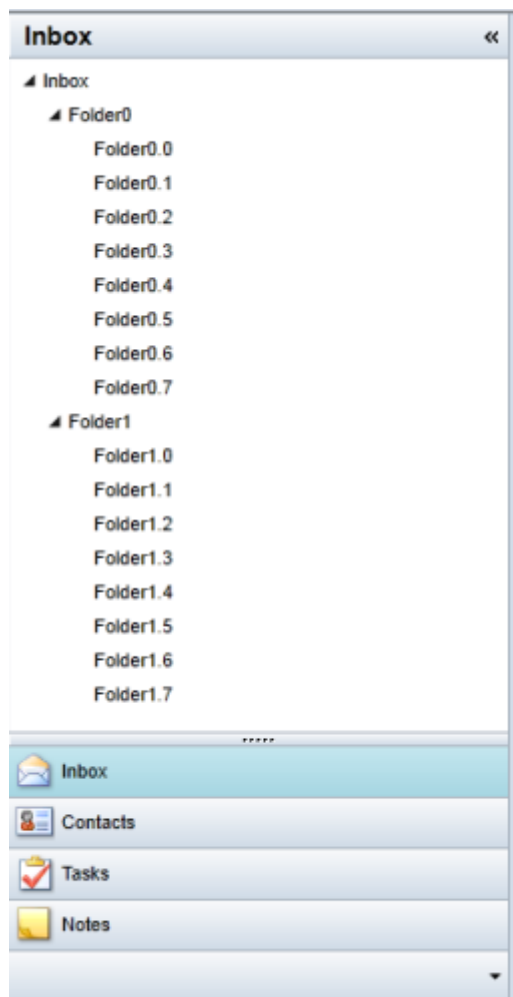 Inbox «
Inbox
Folder0
Folder0.0
Folder0.1
Folder0.2
Folder0.3
Folder0.4
Folder0.5
Folder0.6
Folder0.7
Folder1
Folder1.0
Folder1.1
Folder1.2
Folder1.3
Folder1.4
Folder1.5
Folder1.6
Folder1.7
Inbox
Contacts
Tasks
Notes